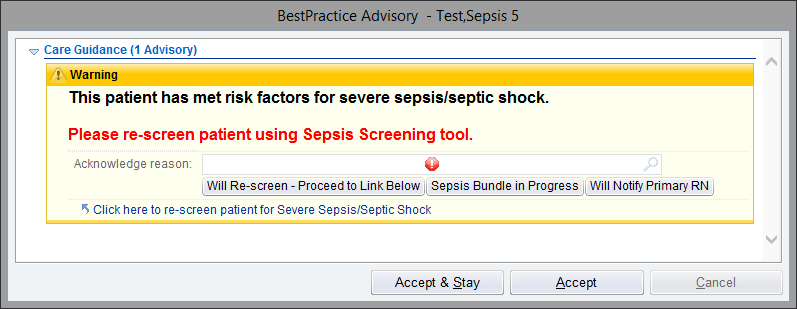 BestPractice Advisory - Test,Sepsis 5
Care Guidance (1 Advisory)
Warning
This patient has met risk factors for severe sepsis/septic shock.
Please re-screen patient using Sepsis Screening tool.
Acknowledge reason:
Will Re-screen - Proceed to Link Below Sepsis Bundle in Progress Will Notify Primary RN
Click here to re-screen patient for Severe Sepsis/Septic Shock
Accept & Stay Accept Cancel